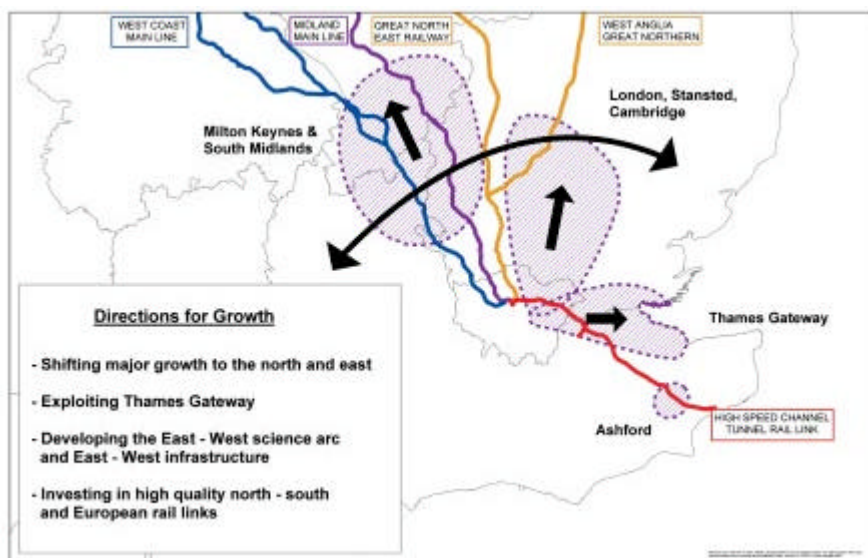 WEST COAST
MAIN LINE
MIDLAND
MAIN LINE
GREAT NORTH
EAST RAILWAY
WEST ANGLIA
GREAT NORTHERN
London, Stansted,
Cambridge
Milton Keynes &
South Midlands
Directions for Growth
- Shifting major growth to the north and east
- Exploiting Thames Gateway
- Developing the East - West science arc
and East - West infrastructure
- Investing in high quality north - south
and European rail links
Thames Gateway
Ashford
HIGH SPEED CHANNEL
TUNNEL RAIL LINK